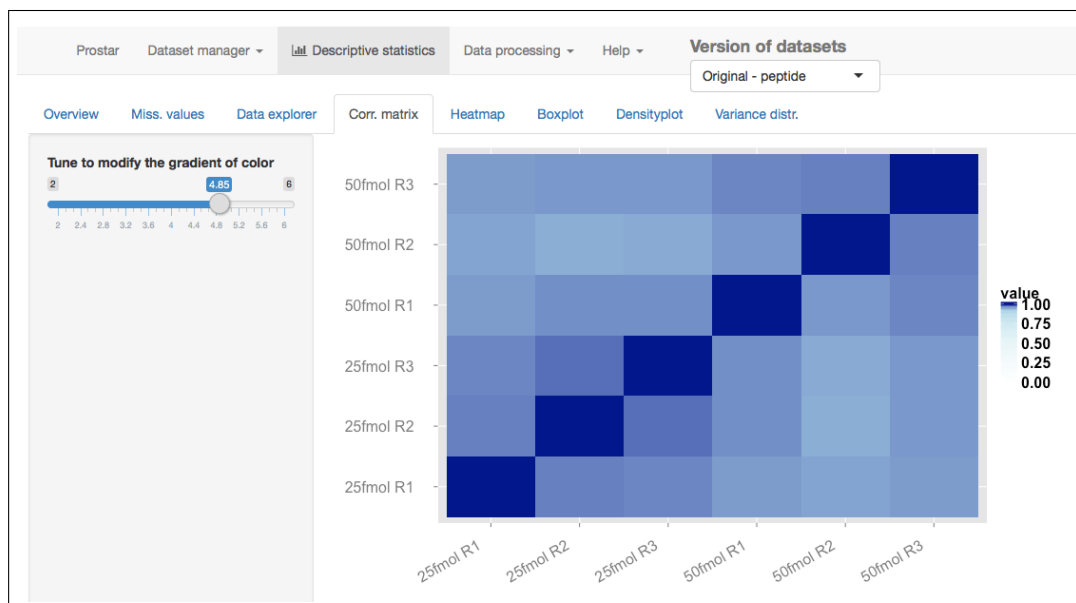 Prostar Dataset manager Descriptive statistics Data processing Help Version of datasets
Original - peptide
Overview Miss. values Data explorer Corr. matrix Heatmap Boxplot Densityplot Variance distr.
Tune to modify the gradient of color
2 4.85 6
2 2.4 2.8 3.2 3.6 4 4.4 4.8 5.2 5.6 6
50fmol R3
50fmol R2
50fmol R1
25fmol R3
25fmol R2
25fmol R1
25fmol R1 25fmol R2 25fmol R3 50fmol R1 50fmol R2 50fmol R3
value
1.00
0.75
0.50
0.25
0.00